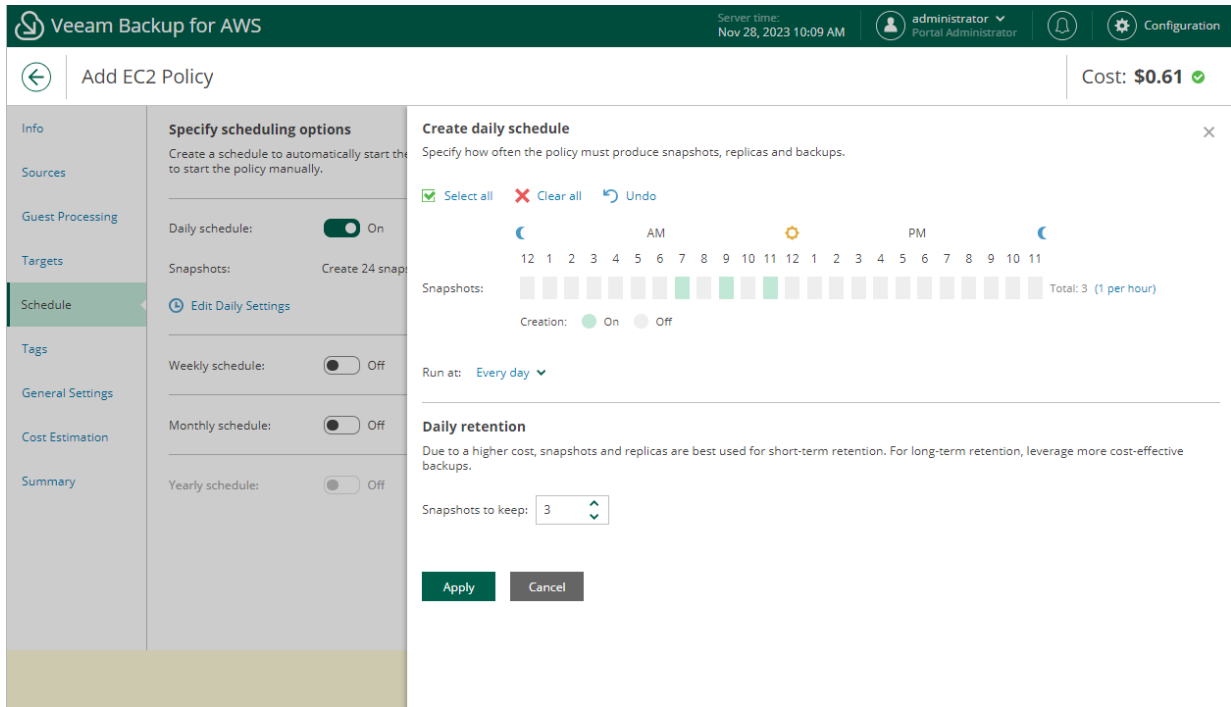 Veeam Backup for AWS
Server time:
Nov 28, 2023 10:09 AM
administrator
Portal Administrator
Configuration
Add EC2 Policy
Cost: $0.61
Info
Sources
Guest Processing
Targets
Schedule
Tags
General Settings
Cost Estimation
Summary
Specify scheduling options
Create a schedule to automatically start the
to start the policy manually.
Daily schedule: On
Snapshots: Create 24 snaps
Edit Daily Settings
Weekly schedule: Off
Monthly schedule: Off
Yearly schedule: Off
Create daily schedule
Specify how often the policy must produce snapshots, replicas and backups.
Select all Clear all Undo
AM PM
12 1 2 3 4 5 6 7 8 9 10 11 12 1 2 3 4 5 6 7 8 9 10 11
Snapshots: Total: 3 (1 per hour)
Creation: On Off
Run at: Every day
Daily retention
Due to a higher cost, snapshots and replicas are best used for short-term retention. For long-term retention, leverage more cost-effective
backups.
Snapshots to keep: 3
Apply Cancel